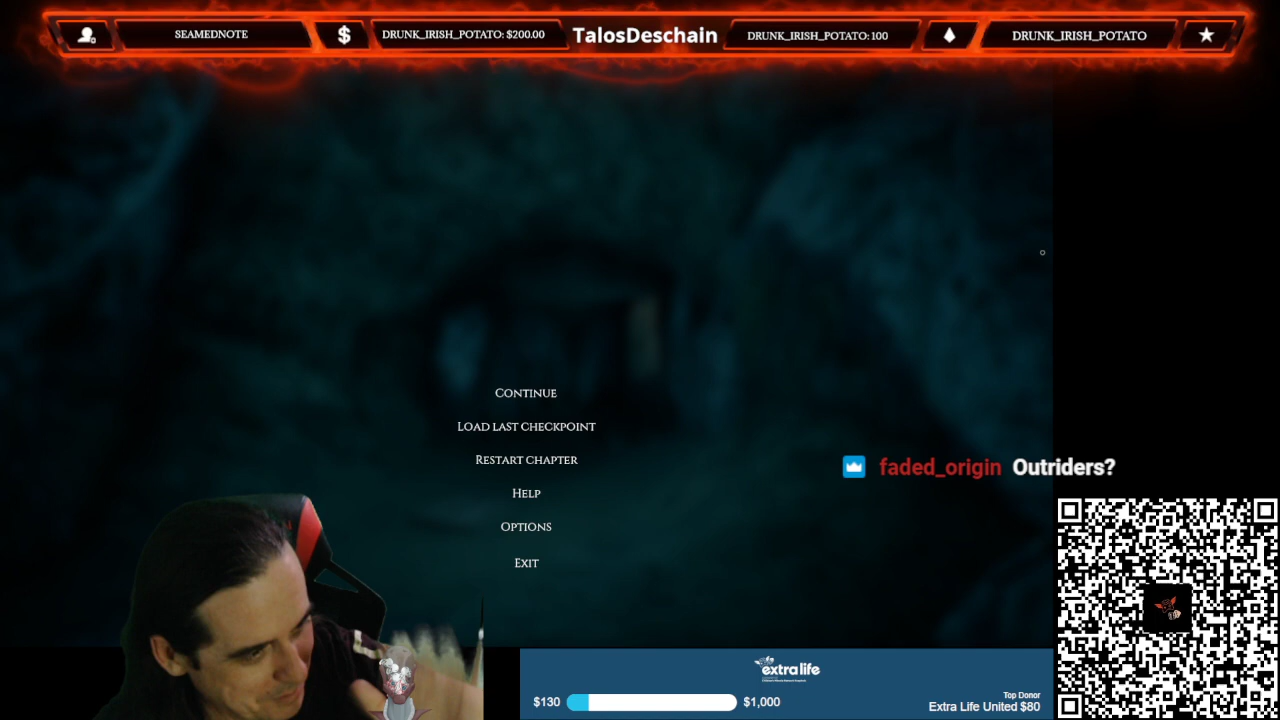 SEAMEDNOTE
$
DRUNK_IRISH_POTATO: $200.00
TalosDeschain
DRUNK_IRISH_POTATO: 100
DRUNK_IRISH_POTATO
CONTINUE
LOAD LAST CHECKPOINT
RESTART CHAPTER
HELP
OPTIONS
EXIT
faded_origin Outriders?
extra life
$130
$1,000
Top Donor
Extra Life United $80